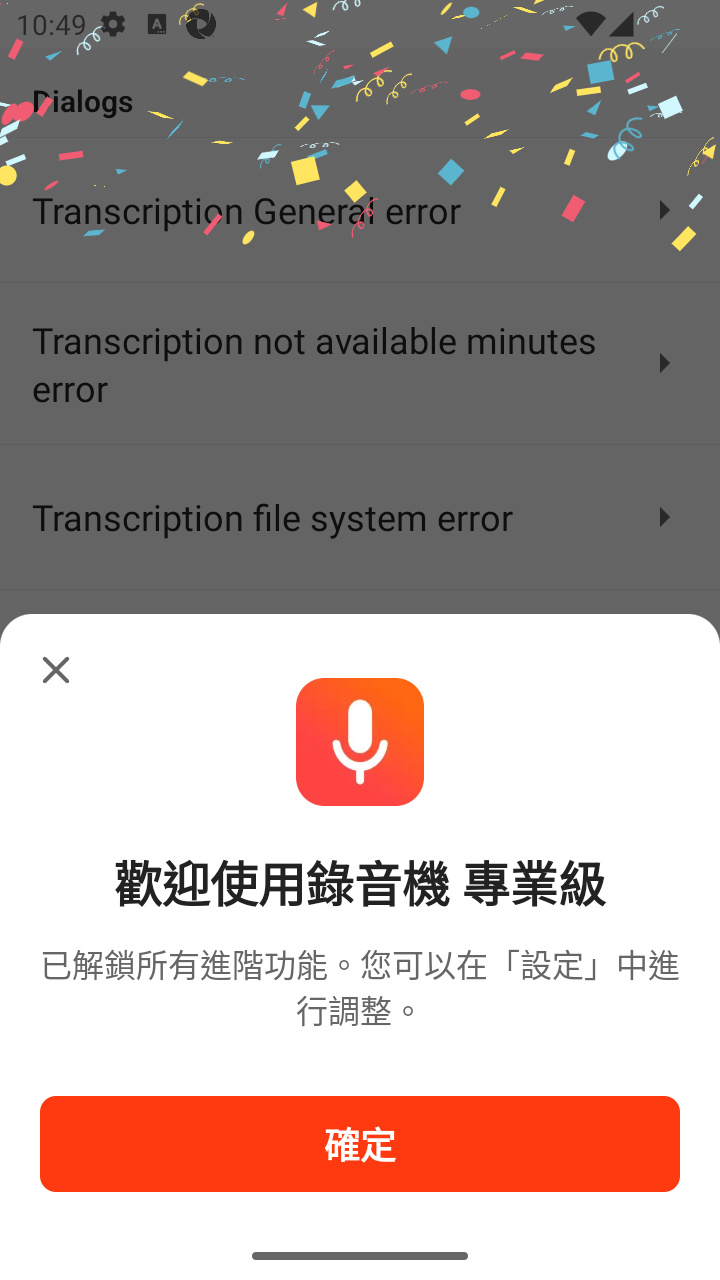 10:49
Dialogs
Transcription General error
Transcription not available minutes
error
Transcription file system error
歡迎使用錄音機 專業級
已解鎖所有進階功能。您可以在「設定」中進
行調整。
確定